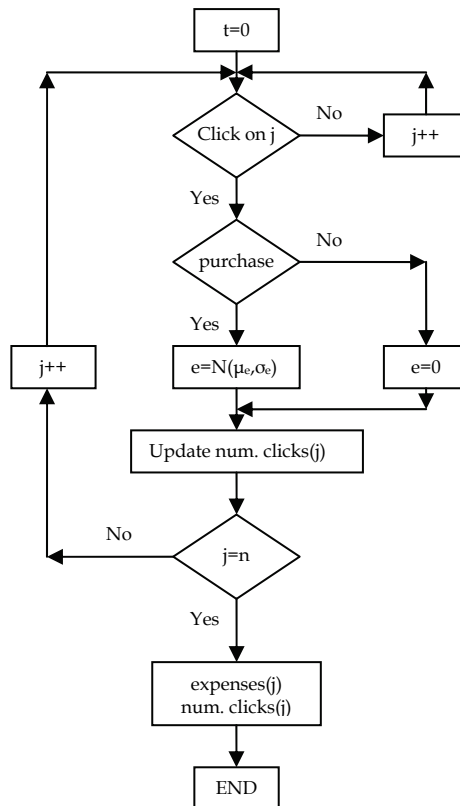 t=0
Click on j
No
j++
Yes
purchase
No
Yes
j++
e=N(μₑ,σₑ)
e=0
Update num. clicks(j)
No
j=n
Yes
expenses(j)
num. clicks(j)
END